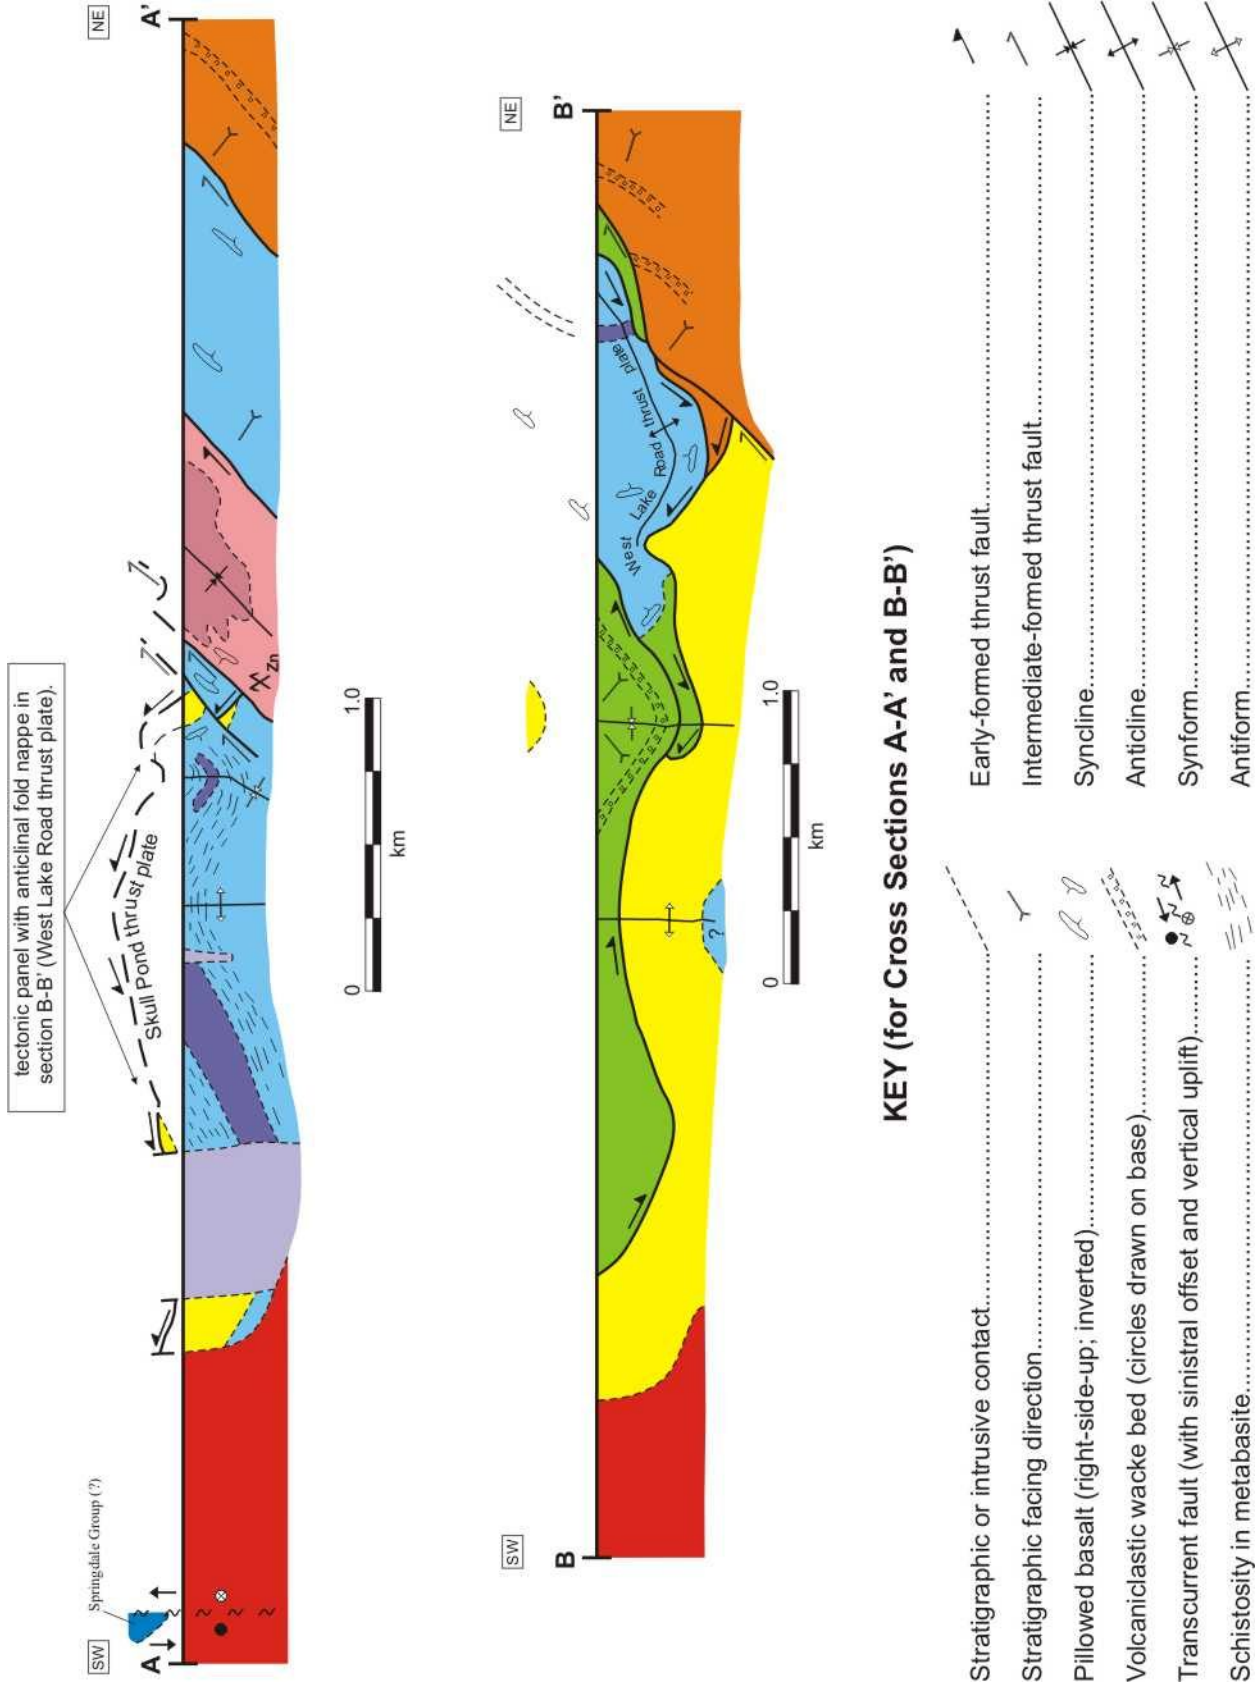 tectonic panel with anticlinal fold nappe in
section B-B' (West Lake Road thrust plate).
SW
NE
A
A'
Springdale Group (?)
Skull Pond thrust plate
Zn
0
1.0
km
SW
NE
B
B'
West Lake Road thrust plate
?
0
1.0
km
KEY (for Cross Sections A-A' and B-B')
Stratigraphic or intrusive contact
Stratigraphic facing direction
Pillowed basalt (right-side-up; inverted)
Volcaniclastic wacke bed (circles drawn on base)
Transcurrent fault (with sinistral offset and vertical uplift)
Schistosity in metabasite
Early-formed thrust fault
Intermediate-formed thrust fault
Syncline
Anticline
Synform
Antiform